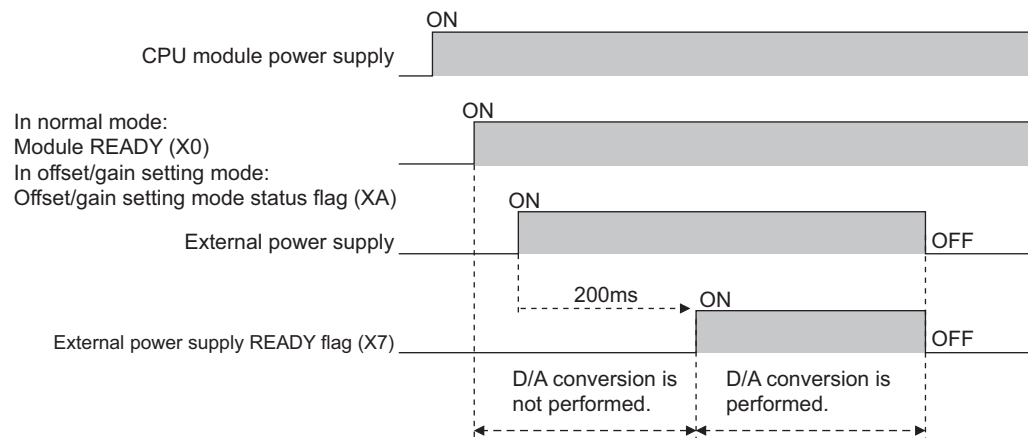 ON
CPU module power supply
ON
In normal mode:
Module READY (X0)
In offset/gain setting mode:
Offset/gain setting mode status flag (XA)
ON
External power supply
OFF
200ms
ON
External power supply READY flag (X7)
OFF
D/A conversion is
not performed.
D/A conversion is
performed.